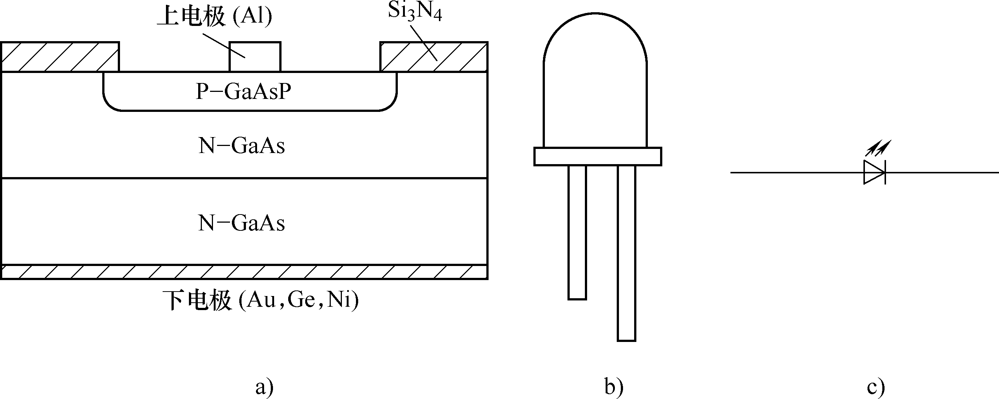 上电极 (Al)
Si₃N₄
P−GaAsP
N−GaAs
N−GaAs
下电极 (Au,Ge,Ni)
a)
b)
c)